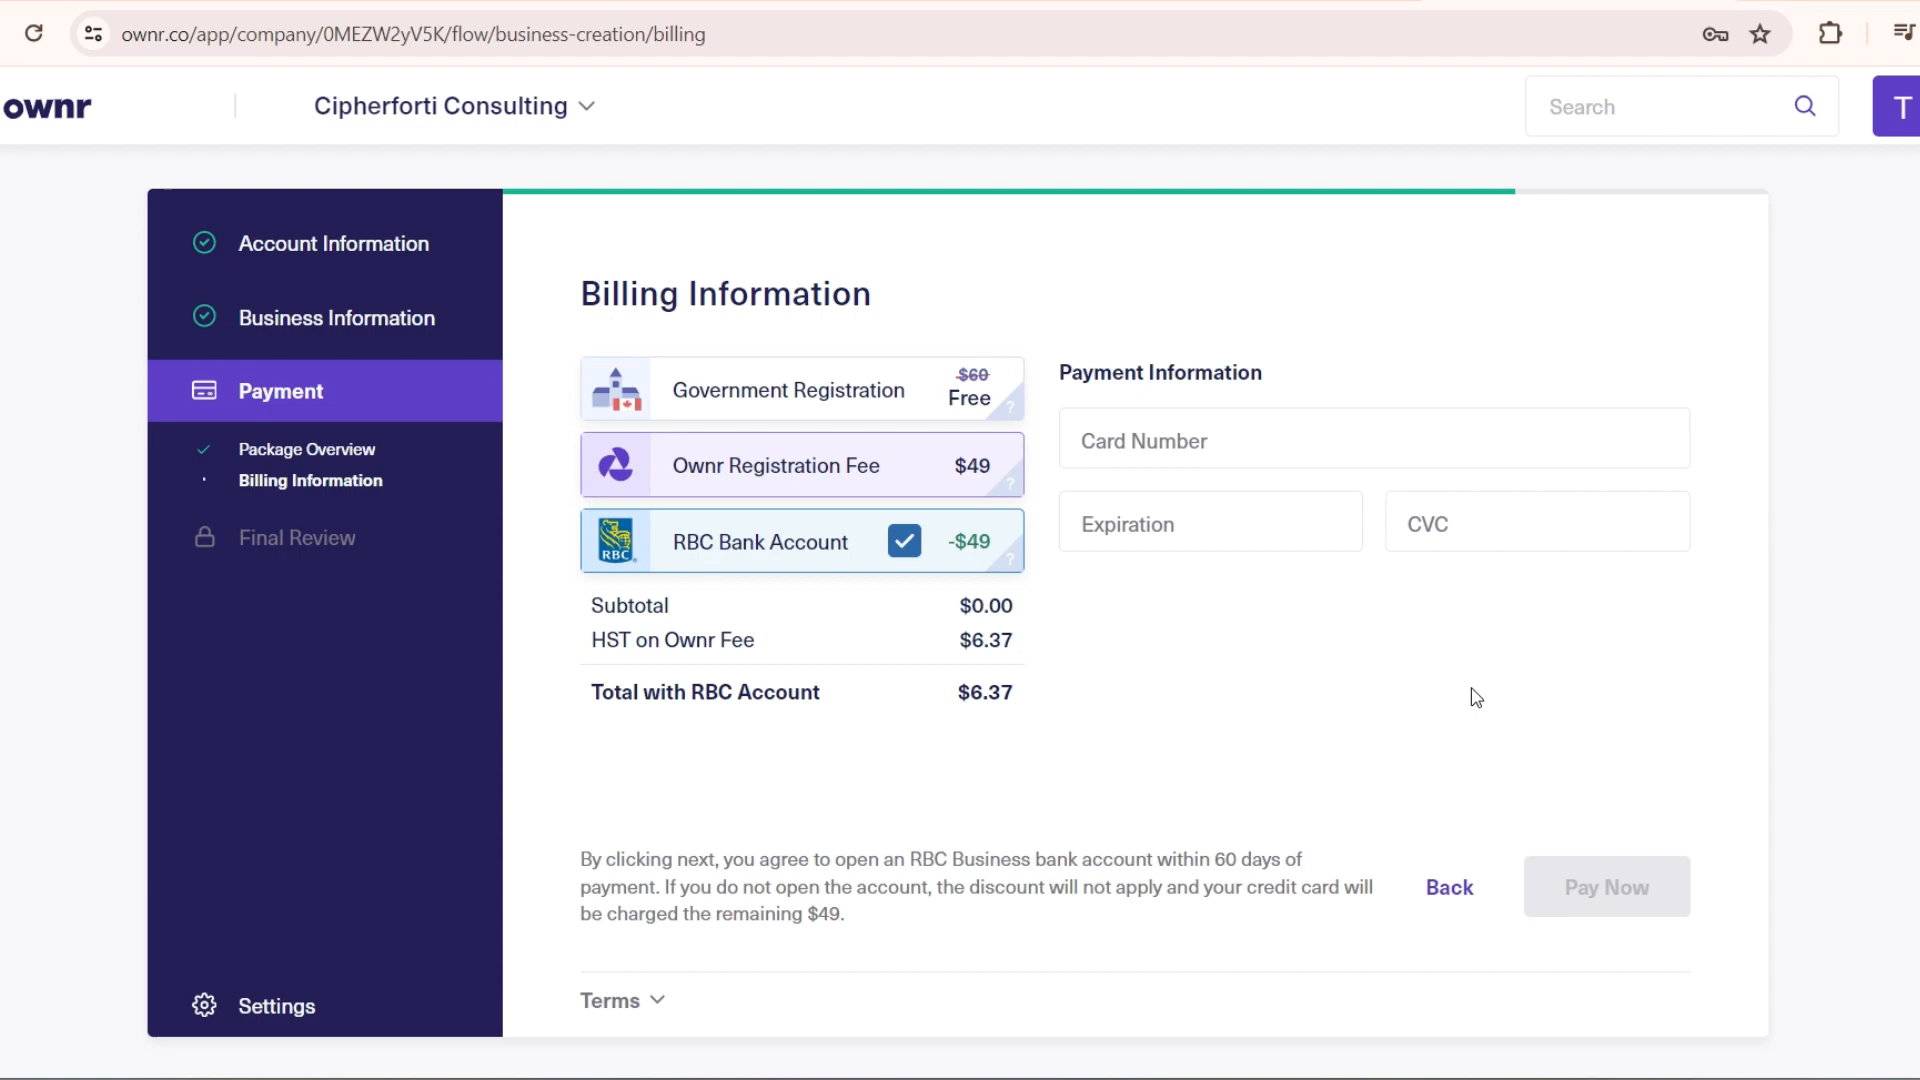 ownr.co/app/company/0MEZW2yV5K/flow/business-creation/billing
ownr
Cipherforti Consulting
Search
T
Account Information
Business Information
Payment
Package Overview
Billing Information
Final Review
Settings
Billing Information
Government Registration
$60
Free
?
Ownr Registration Fee
$49
?
RBC
RBC Bank Account
-$49
?
Subtotal
$0.00
HST on Ownr Fee
$6.37
Total with RBC Account
$6.37
Payment Information
Card Number
Expiration
CVC
By clicking next, you agree to open an RBC Business bank account within 60 days of
payment. If you do not open the account, the discount will not apply and your credit card will
be charged the remaining $49.
Back
Pay Now
Terms